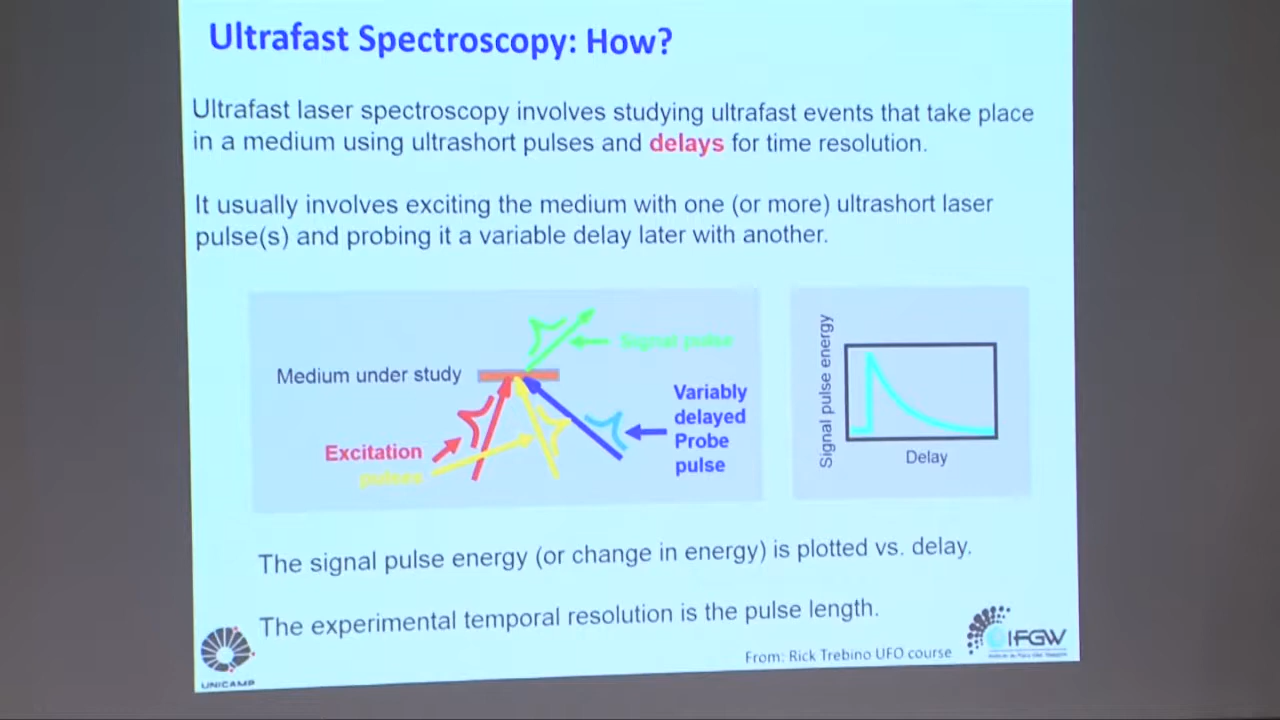 Ultrafast Spectroscopy: How?
Ultrafast laser spectroscopy involves studying ultrafast events that take place
in a medium using ultrashort pulses and delays for time resolution.
It usually involves exciting the medium with one (or more) ultrashort laser
pulse(s) and probing it a variable delay later with another.
Signal pulse
Medium under study
Variably
delayed
Probe
pulse
Excitation
pulses
Signal pulse energy
Delay
The signal pulse energy (or change in energy) is plotted vs. delay.
The experimental temporal resolution is the pulse length.
From: Rick Trebino UFO course
UNICAMP
IFGW